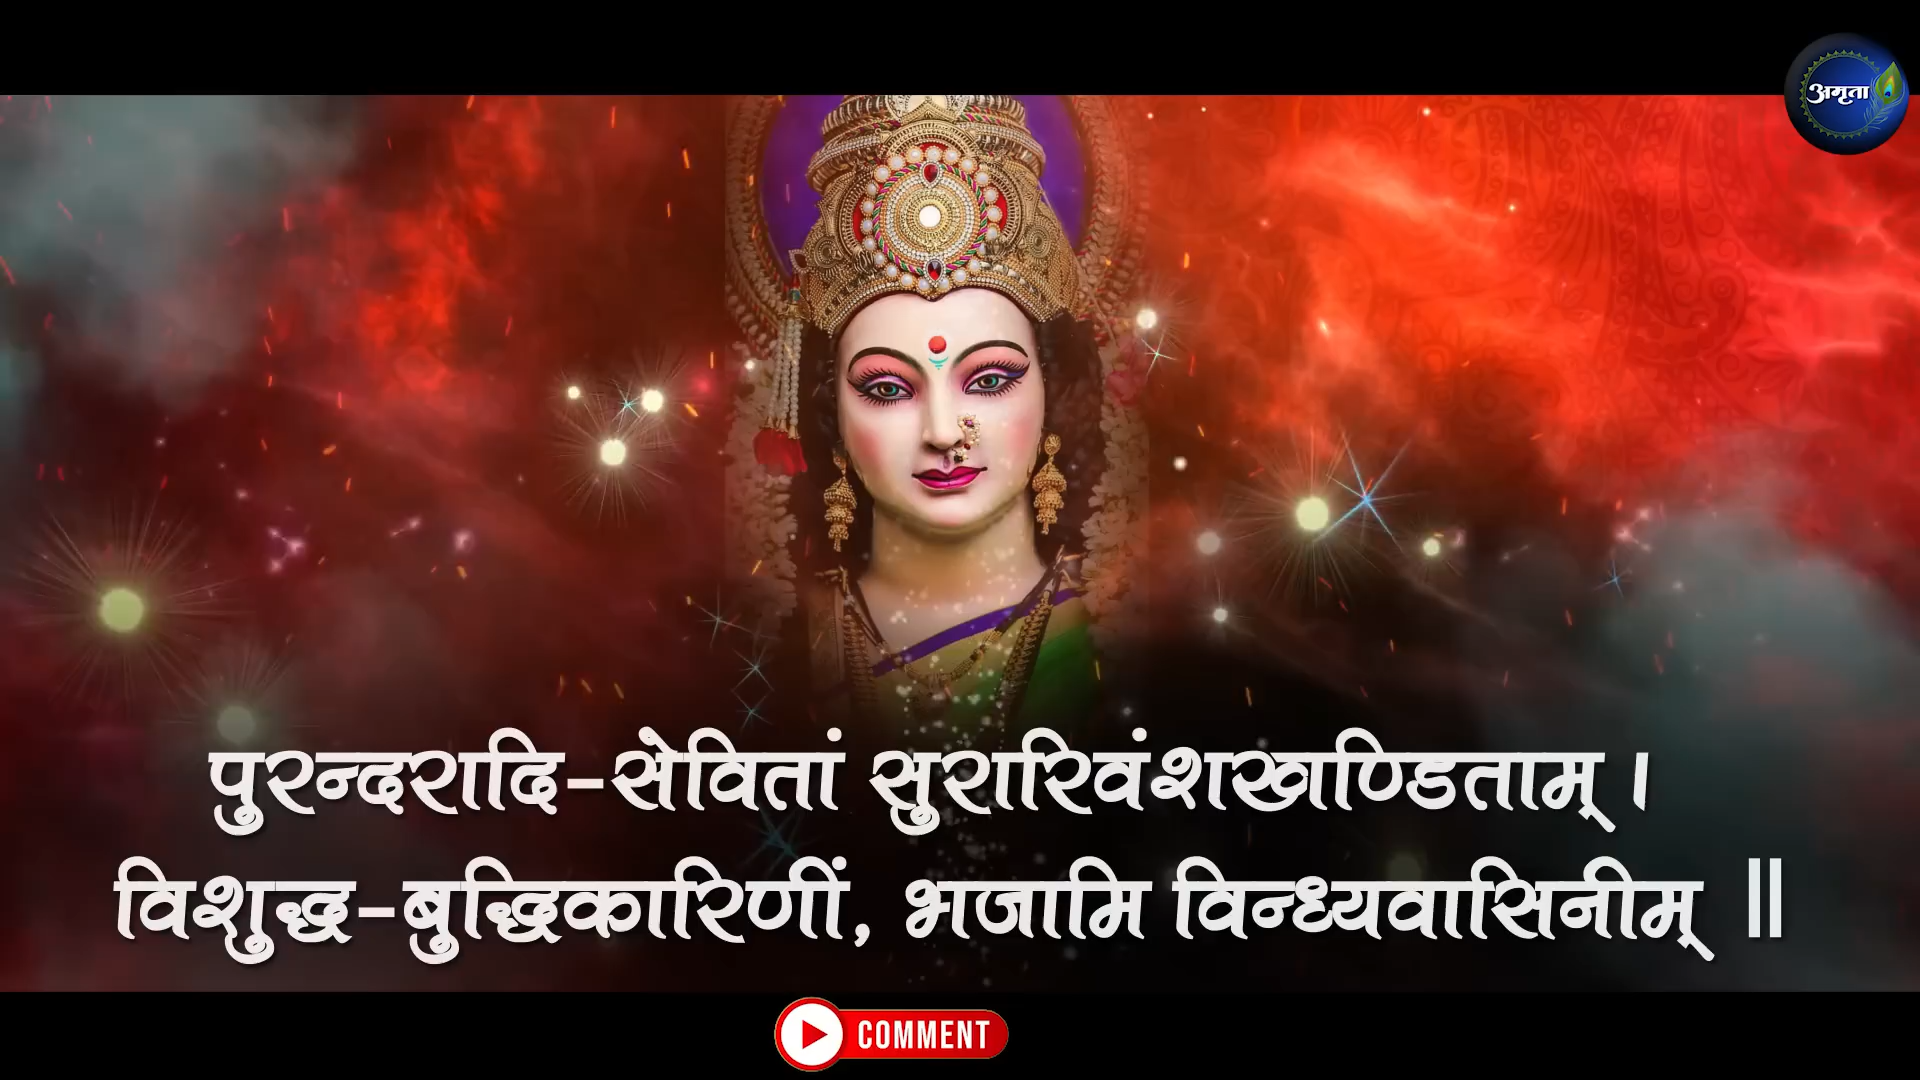 अमृता
पुरन्दरादि-सेवितां सुरारिवंशखण्डिताम् ।
विशुद्ध-बुद्धिकारिणीं, भजामि विन्ध्यवासिनीम् ॥
COMMENT